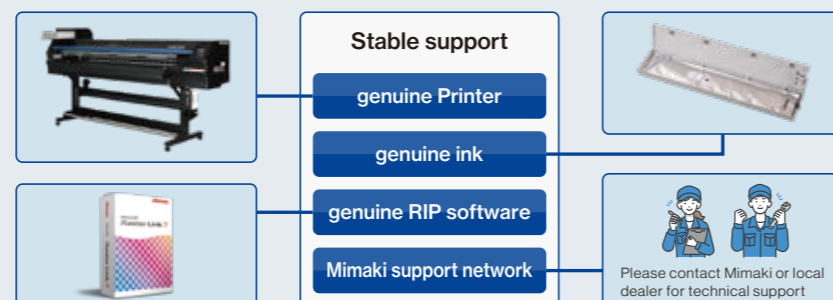 Stable support
genuine Printer
genuine ink
genuine RIP software
Mimaki support network
Please contact Mimaki or local
dealer for technical support